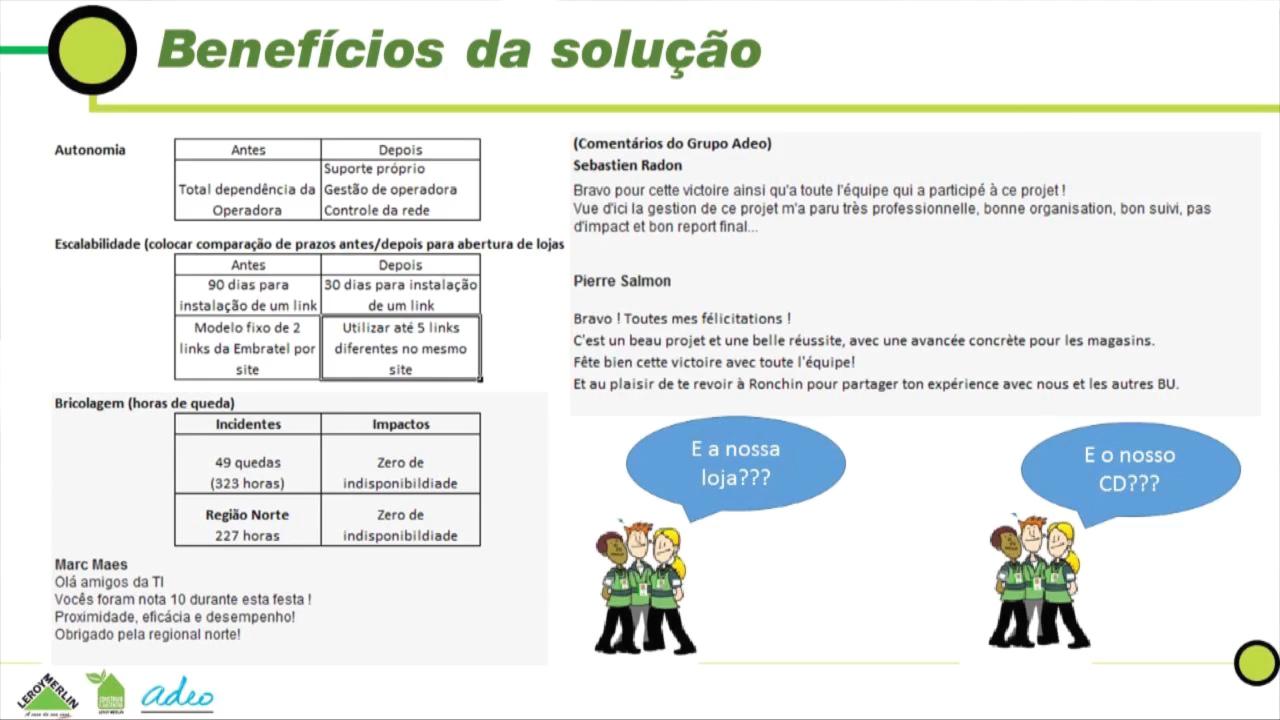 Benefícios da solução
Autonomia
Antes
Depois
Total dependência da
Operadora
Suporte próprio
Gestão de operadora
Controle da rede
Escalabilidade (colocar comparação de prazos antes/depois para abertura de lojas
Antes
Depois
90 dias para
instalação de um link
30 dias para instalação
de um link
Modelo fixo de 2
links da Embratel por
site
Utilizar até 5 links
diferentes no mesmo
site
Bricolagem (horas de queda)
Incidentes
Impactos
49 quedas
(323 horas)
Zero de
indisponibildiade
Região Norte
227 horas
Zero de
indisponibildiade
Marc Maes
Olá amigos da TI
Vocês foram nota 10 durante esta festa !
Proximidade, eficácia e desempenho!
Obrigado pela regional norte!
(Comentários do Grupo Adeo)
Sebastien Radon
Bravo pour cette victoire ainsi qu'a toute l'équipe qui a participé à ce projet !
Vue d'ici la gestion de ce projet m'a paru très professionnelle, bonne organisation, bon suivi, pas
d'impact et bon report final...
Pierre Salmon
Bravo ! Toutes mes félicitations !
C'est un beau projet et une belle réussite, avec une avancée concrète pour les magasins.
Fête bien cette victoire avec toute l'équipe!
Et au plaisir de te revoir à Ronchin pour partager ton expérience avec nous et les autres BU.
E a nossa
loja???
E o nosso
CD???
LEROY MERLIN
LEROY MERLIN
adeo